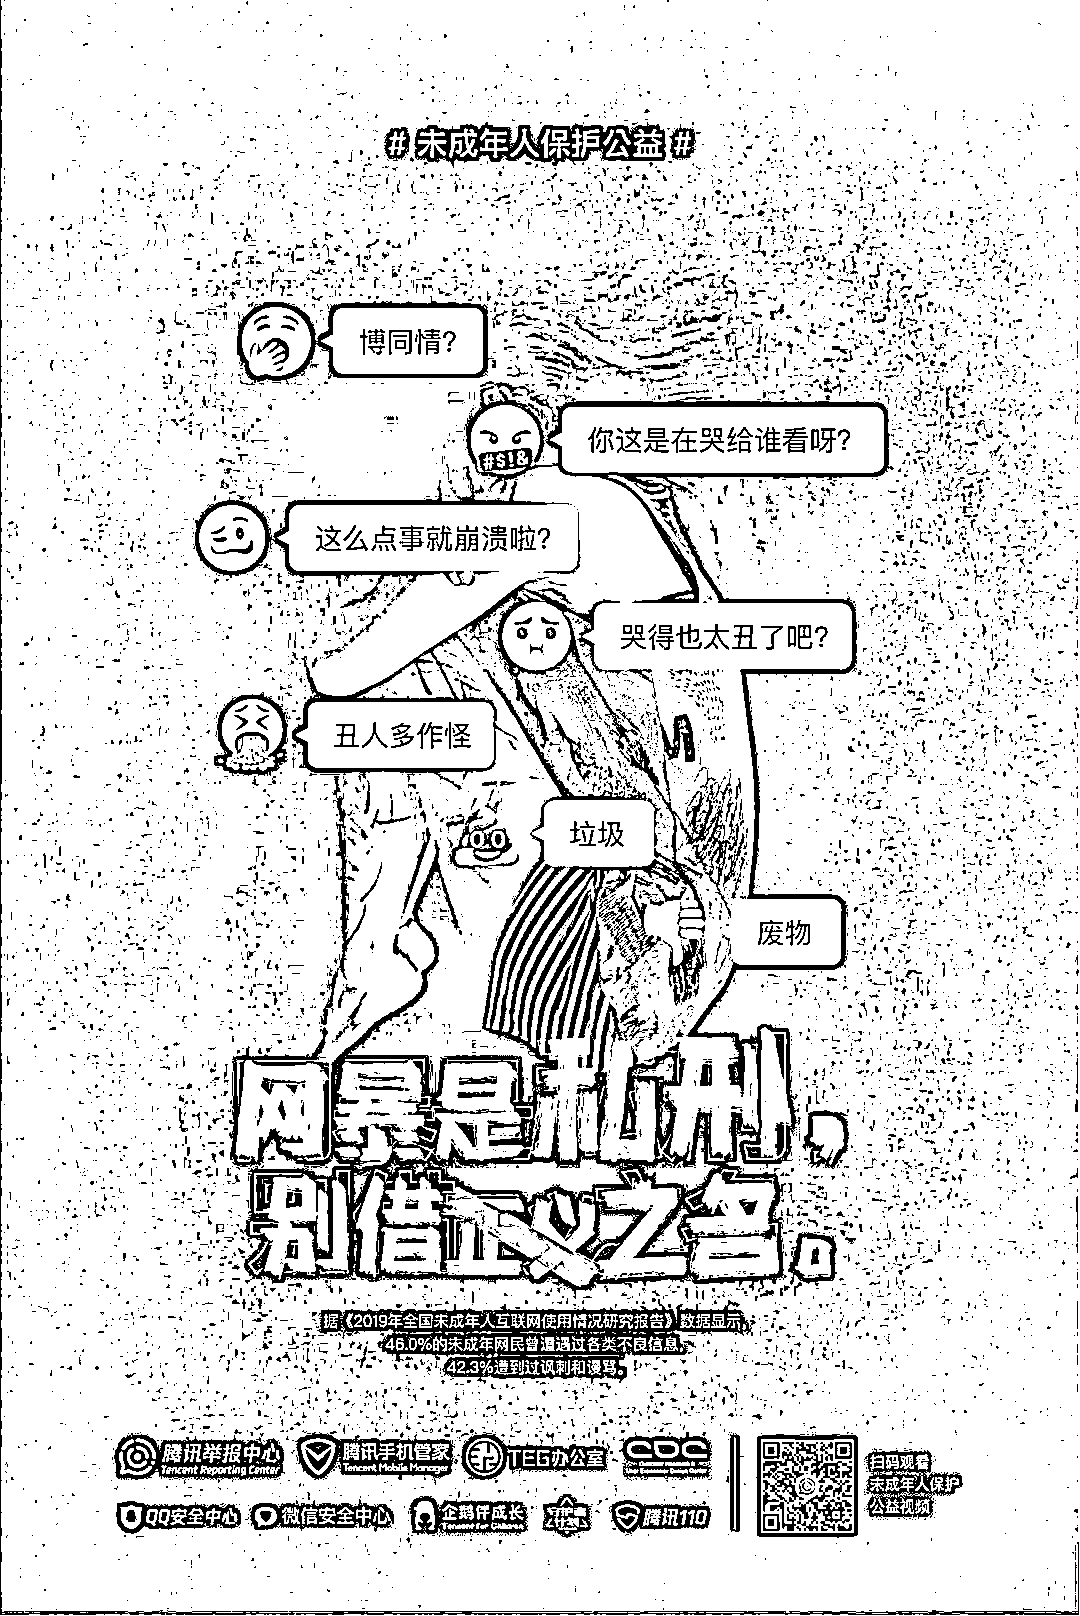 # 未成年人保护公益 #
博同情?
你这是在哭给谁看呀?
#$!&
这么点事就崩溃啦?
哭得也太丑了吧?
丑人多作怪
垃圾
废物
网暴是私刑，
别借正义之名。
据《2019年全国未成年人互联网使用情况研究报告》数据显示
46.0%的未成年网民曾遭遇过各类不良信息，
42.3%遭到过讽刺和谩骂。
腾讯举报中心
Tencent Reporting Center
腾讯手机管家
Tencent Mobile Manager
TEG办公室
CDC
扫码观看
未成年人保护
公益视频
QQ安全中心
微信安全中心
企鹅伴成长
腾讯110